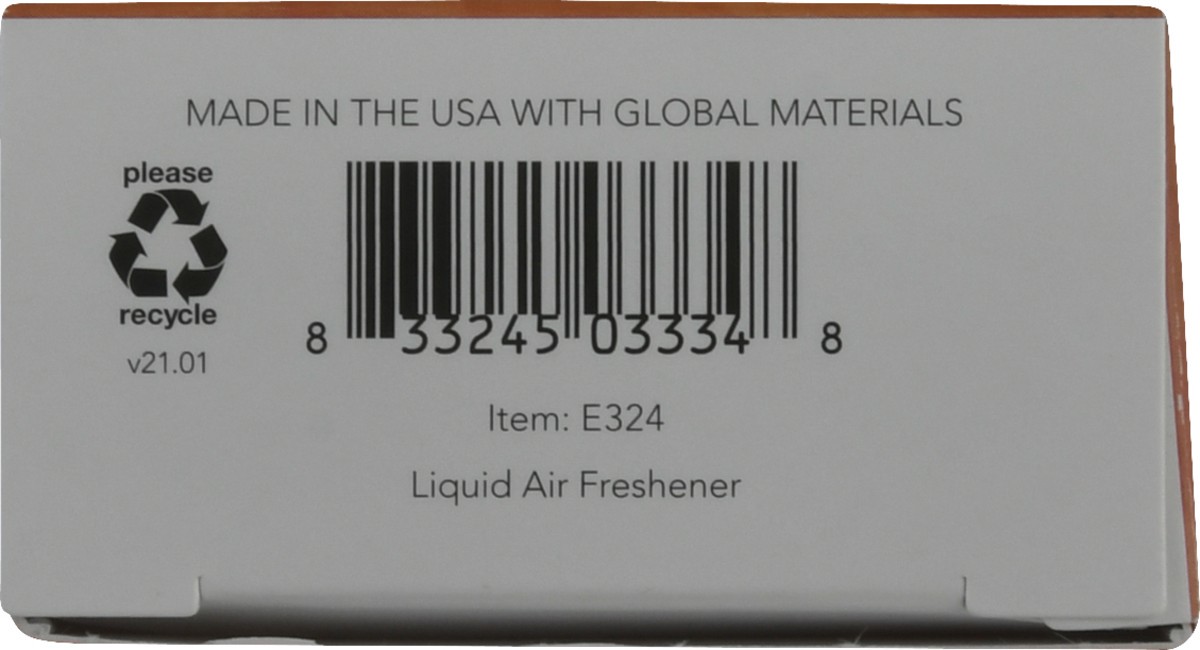 MADE IN THE USA WITH GLOBAL MATERIALS
please
recycle
v21.01
8 33245 03334 8
Item: E324
Liquid Air Freshener